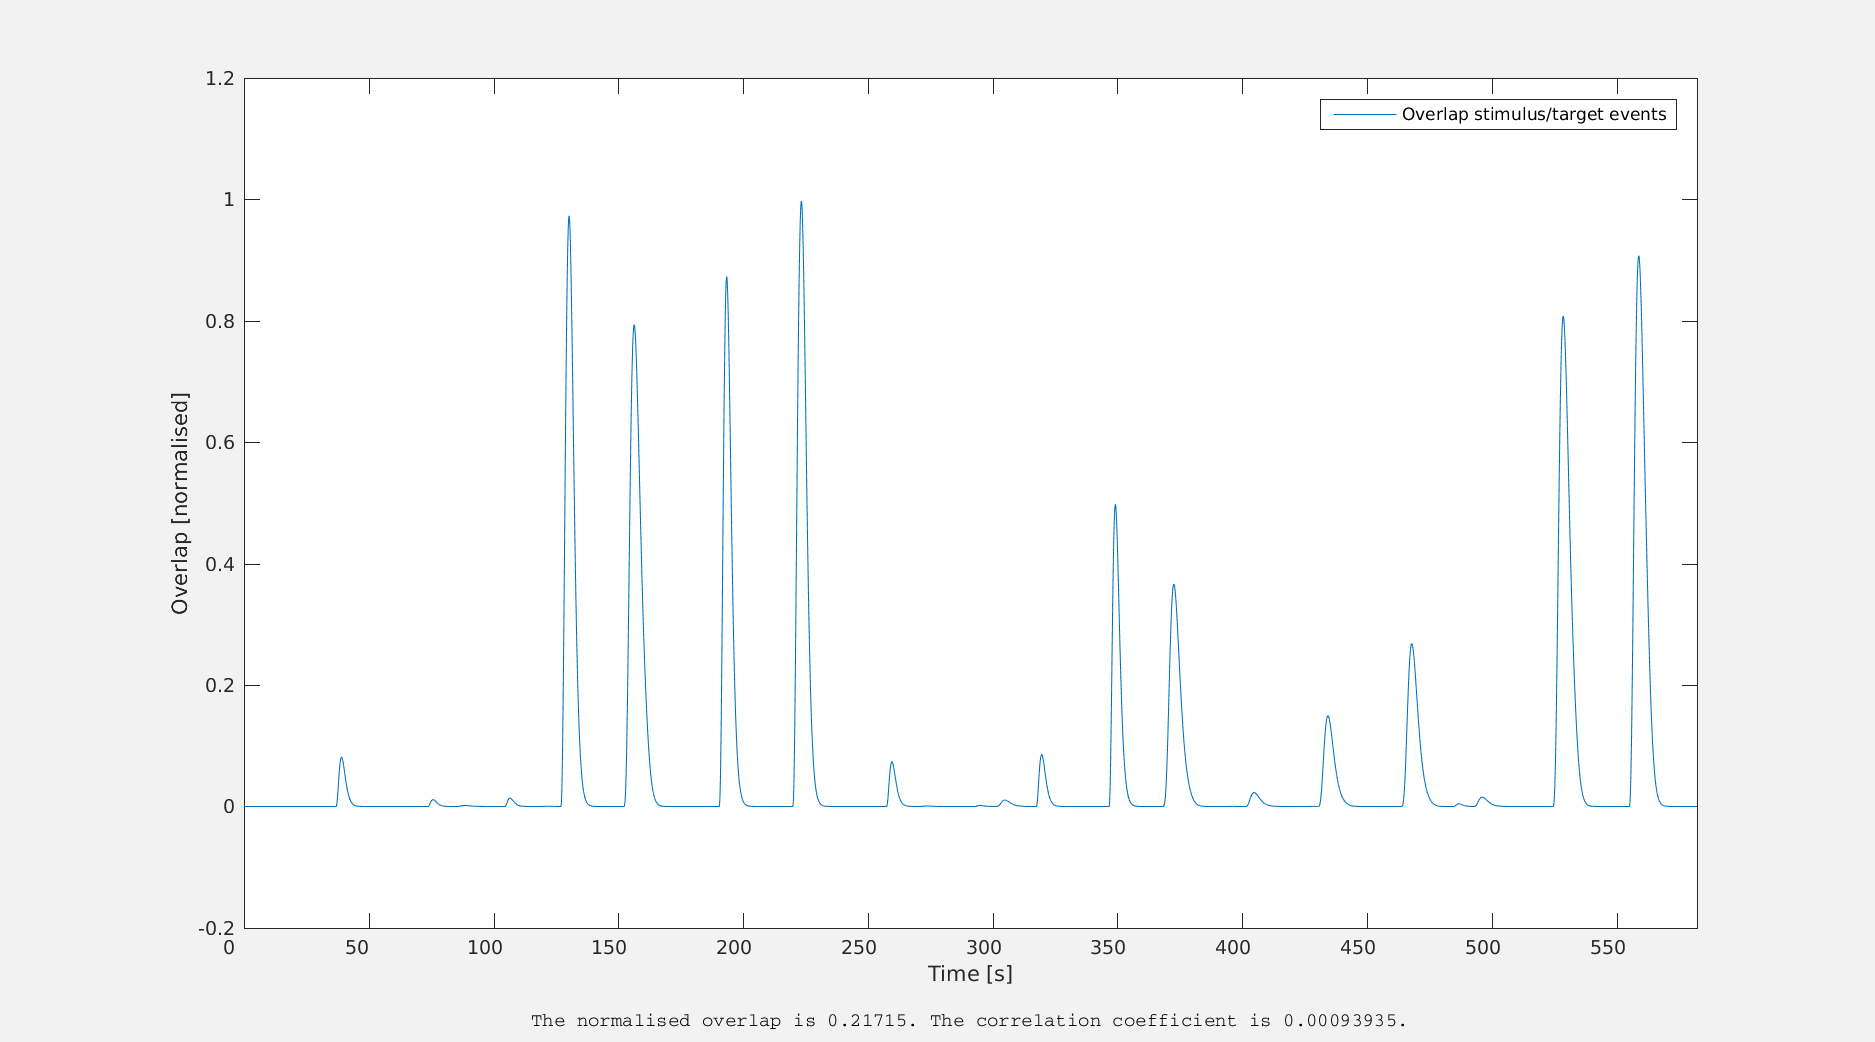 Overlap stimulus/target events
1.2
1
0.8
0.6
0.4
0.2
0
-0.2
Overlap [normalised]
0 50 100 150 200 250 300 350 400 450 500 550
Time [s]
The normalised overlap is 0.21715. The correlation coefficient is 0.00093935.